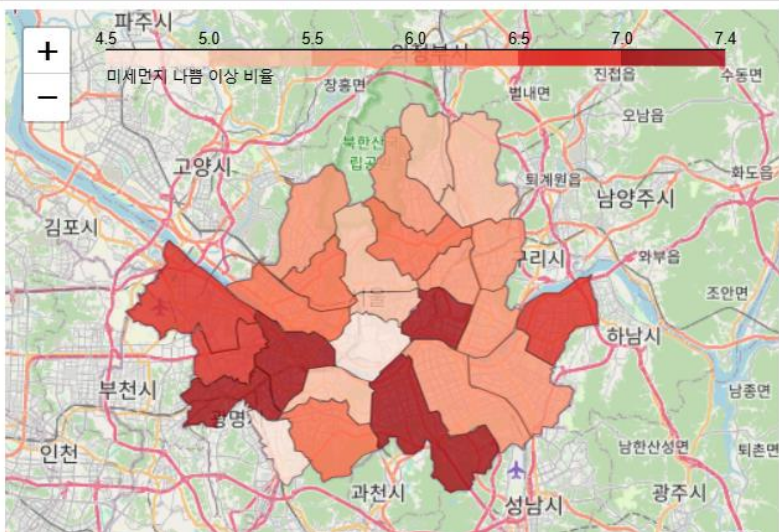 파주시
+
4.5 5.0 5.5 6.0 6.5 7.0 7.4
의정부시
미세먼지 나쁨 이상 비율
−
장흥면
진접읍
수동면
별내면
오남읍
북한산국
립공원
고양시
퇴계원읍
화도읍
남양주시
김포시
구리시
와부읍
조안면
서울
하남시
부천시
남종면
광명시
인천
남한산성면
퇴촌면
과천시
성남시
광주시